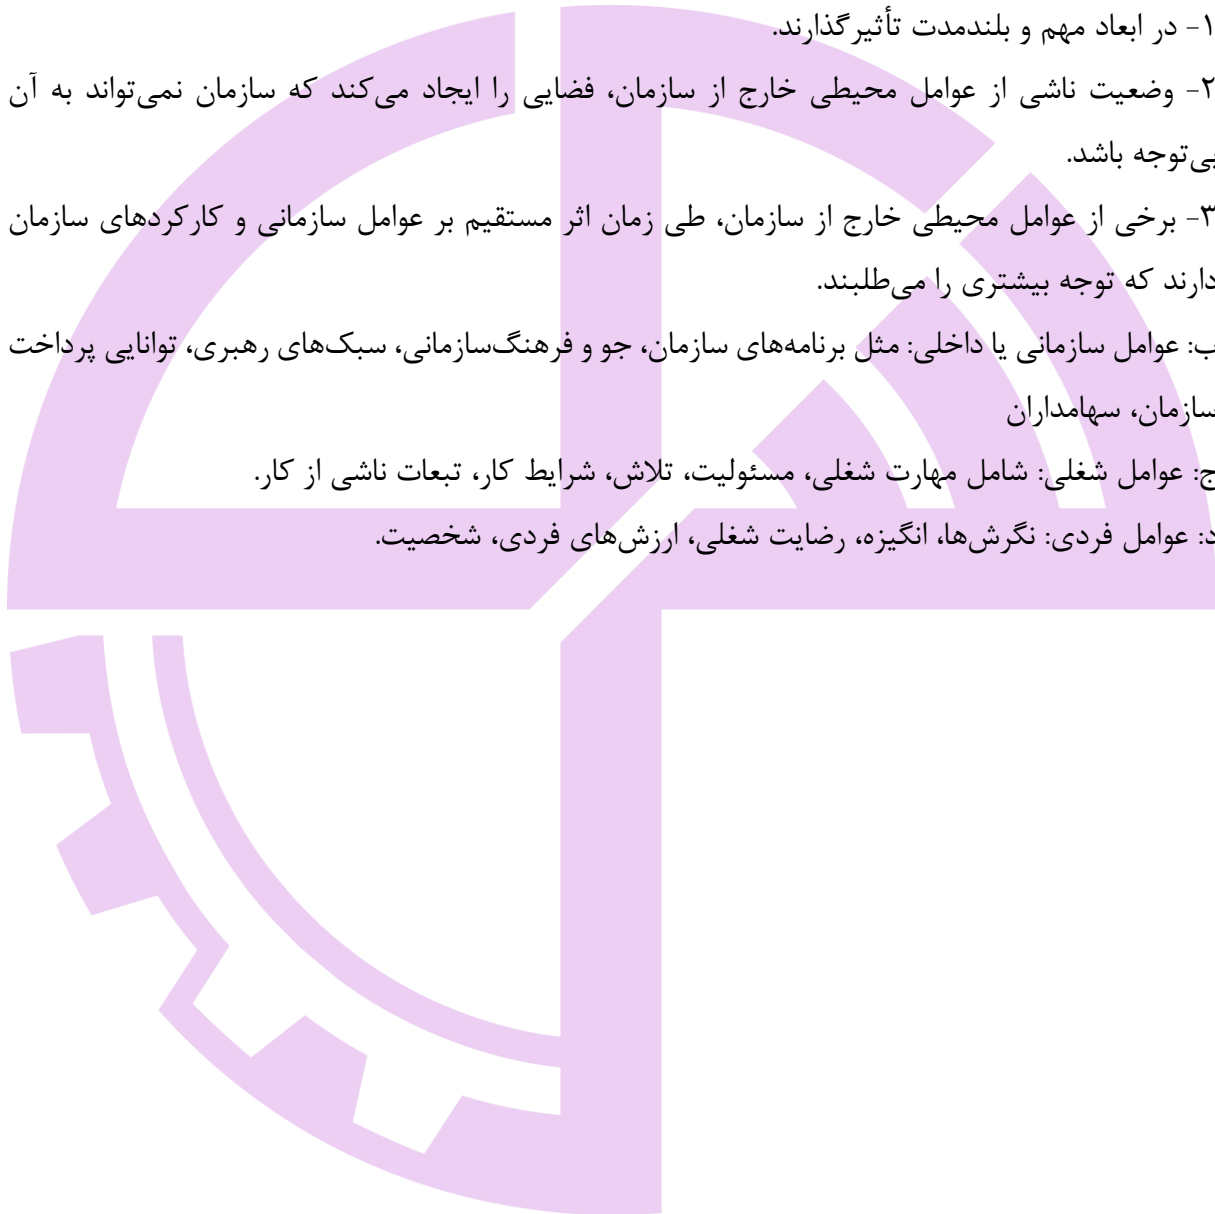 ۱- در ابعاد مهم و بلندمدت تأثیرگذارند.
۲- وضعیت ناشی از عوامل محیطی خارج از سازمان، فضایی را ایجاد می‌کند که سازمان نمی‌تواند به آن
بی‌توجه باشد.
۳- برخی از عوامل محیطی خارج از سازمان، طی زمان اثر مستقیم بر عوامل سازمانی و کارکردهای سازمان
دارند که توجه بیشتری را می‌طلبند.
ب: عوامل سازمانی یا داخلی: مثل برنامه‌های سازمان، جو و فرهنگ‌سازمانی، سبک‌های رهبری، توانایی پرداخت
سازمان، سهامداران
ج: عوامل شغلی: شامل مهارت شغلی، مسئولیت، تلاش، شرایط کار، تبعات ناشی از کار.
د: عوامل فردی: نگرش‌ها، انگیزه، رضایت شغلی، ارزش‌های فردی، شخصیت.